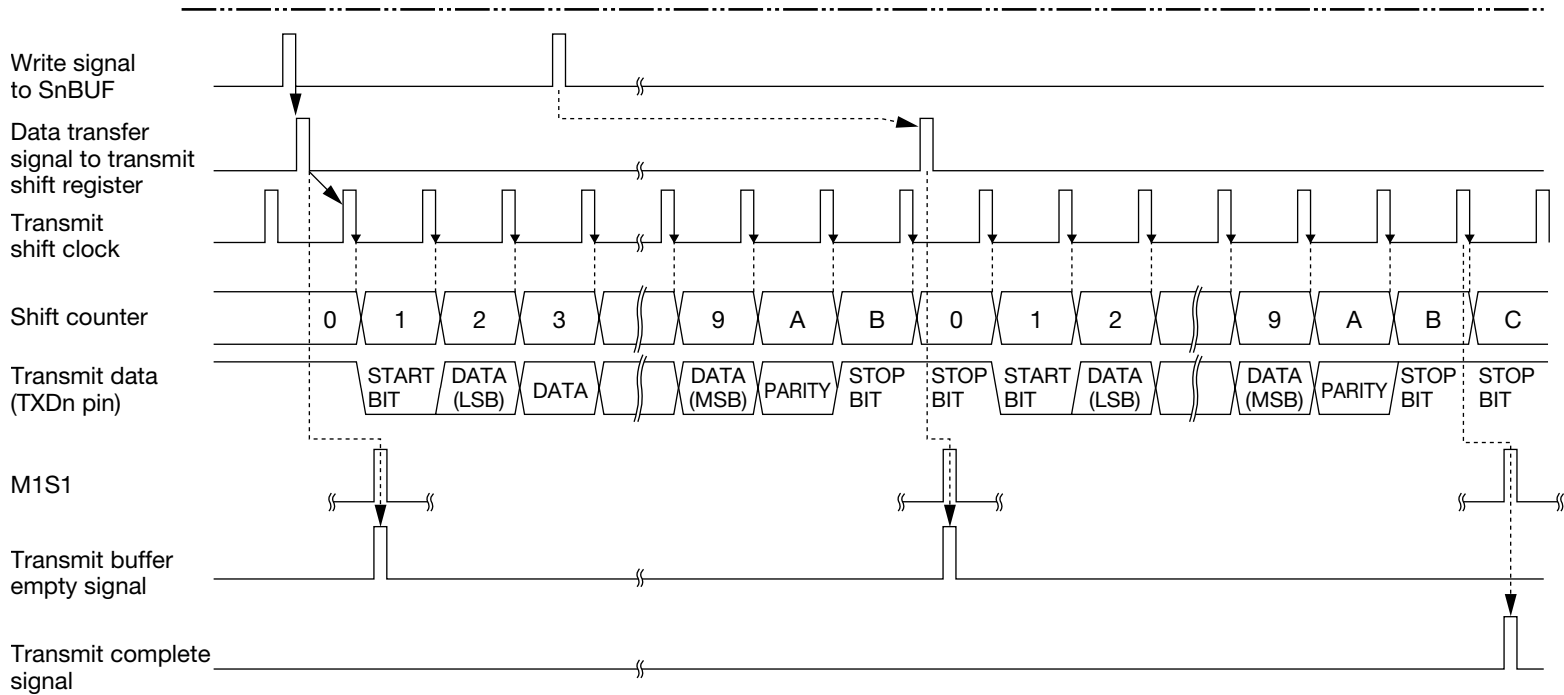 Write signal
to SnBUF
Data transfer
signal to transmit
shift register
Transmit
shift clock
Shift counter
0 1 2 3 9 A B 0 1 2 9 A B C
Transmit data
(TXDn pin)
START BIT
DATA (LSB)
DATA
DATA (MSB)
PARITY
STOP BIT
STOP BIT
START BIT
DATA (LSB)
DATA (MSB)
PARITY
STOP BIT
STOP BIT
M1S1
Transmit buffer
empty signal
Transmit complete
signal